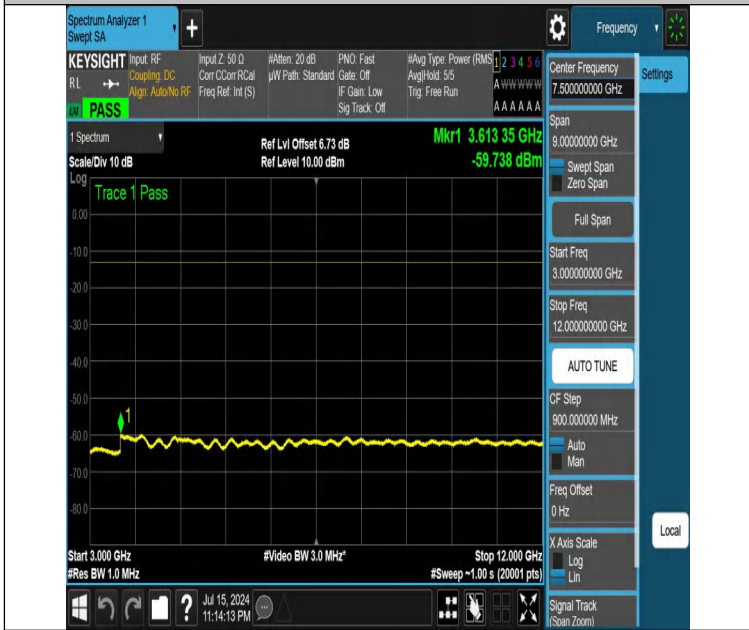 Spectrum Analyzer 1
Swept SA
+
Frequency
KEYSIGHT
RL
LXI PASS
Input: RF
Coupling: DC
Align: Auto/No RF
Input Z: 50 Ω
Corr CCorr RCal
Freq Ref: Int (S)
#Atten: 20 dB
µW Path: Standard
PNO: Fast
Gate: Off
IF Gain: Low
Sig Track: Off
#Avg Type: Power (RMS
Avg|Hold: 5/5
Trig: Free Run
1 2 3 4 5 6
A W W W W W
A A A A A A
1 Spectrum
Scale/Div 10 dB
Ref Lvl Offset 6.73 dB
Ref Level 10.00 dBm
Mkr1 3.613 35 GHz
-59.738 dBm
Log
Trace 1 Pass
0.00
-10.0
-20.0
-30.0
-40.0
-50.0
-60.0
-70.0
-80.0
1
Start 3.000 GHz
#Res BW 1.0 MHz
#Video BW 3.0 MHz*
Stop 12.000 GHz
#Sweep ~1.00 s (20001 pts)
Jul 15, 2024
11:14:13 PM
?
Center Frequency
7.500000000 GHz
Settings
Span
9.00000000 GHz
Swept Span
Zero Span
Full Span
Start Freq
3.000000000 GHz
Stop Freq
12.000000000 GHz
AUTO TUNE
CF Step
900.000000 MHz
Auto
Man
Freq Offset
0 Hz
X Axis Scale
Log
Lin
Local
Signal Track
(Span Zoom)